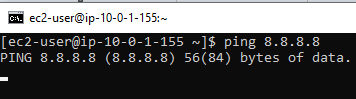 C:\. ec2-user@ip-10-0-1-155:~
[ec2-user@ip-10-0-1-155 ~]$ ping 8.8.8.8
PING 8.8.8.8 (8.8.8.8) 56(84) bytes of data.